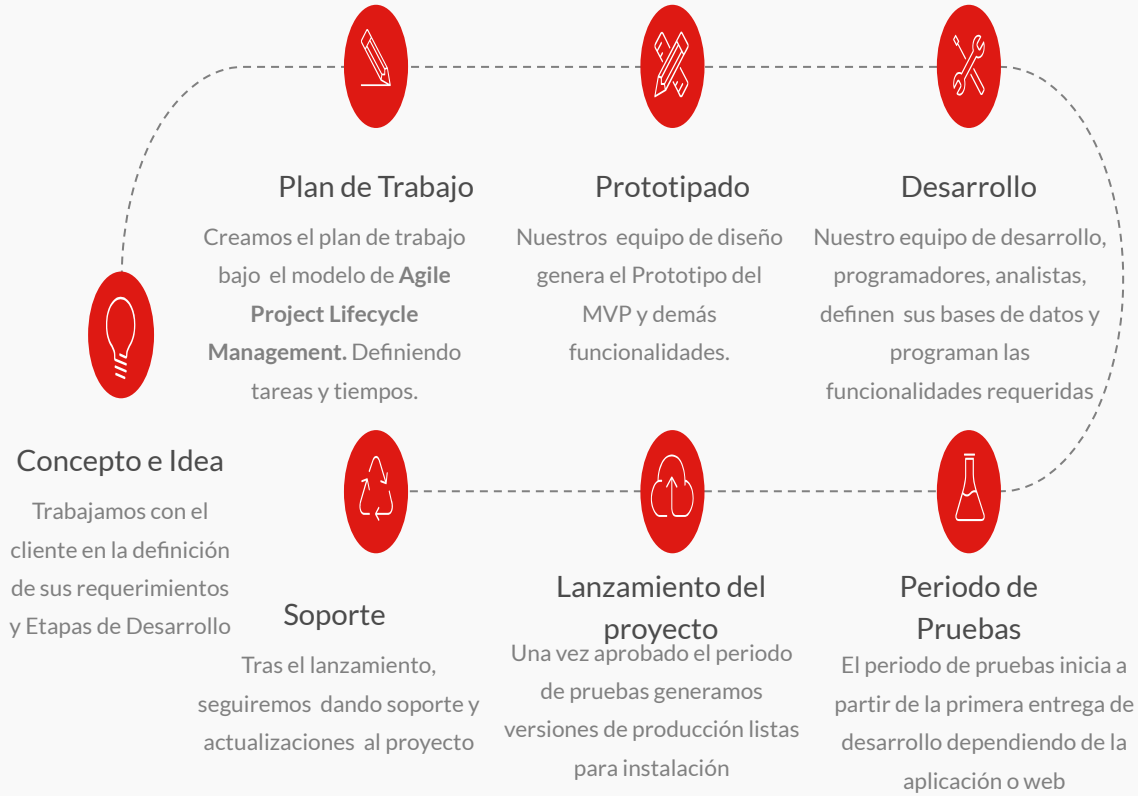 Concepto e Idea
Trabajamos con el
cliente en la definición
de sus requerimientos
y Etapas de Desarrollo
Plan de Trabajo
Creamos el plan de trabajo
bajo el modelo de Agile
Project Lifecycle
Management. Definiendo
tareas y tiempos.
Prototipado
Nuestros equipo de diseño
genera el Prototipo del
MVP y demás
funcionalidades.
Desarrollo
Nuestro equipo de desarrollo,
programadores, analistas,
definen sus bases de datos y
programan las
funcionalidades requeridas
Periodo de
Pruebas
El periodo de pruebas inicia a
partir de la primera entrega de
desarrollo dependiendo de la
aplicación o web
Lanzamiento del
proyecto
Una vez aprobado el periodo
de pruebas generamos
versiones de producción listas
para instalación
Soporte
Tras el lanzamiento,
seguiremos dando soporte y
actualizaciones al proyecto